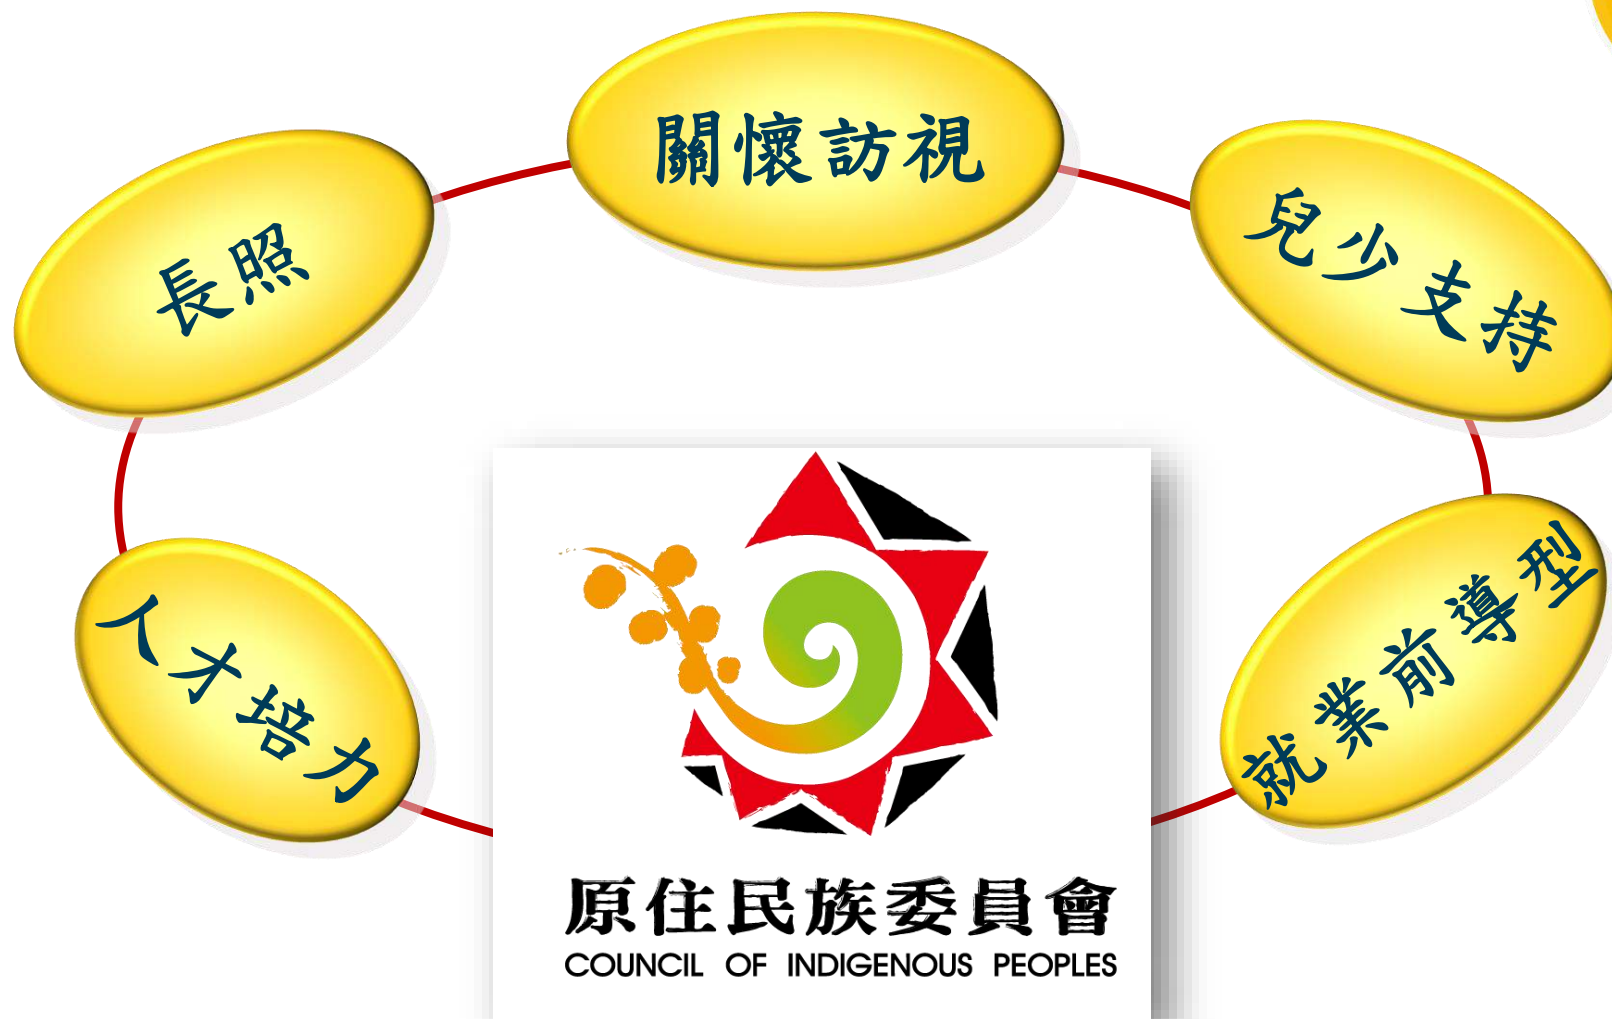 關懷訪視
長照
兒少支持
人才培力
就業前導型
原住民族委員會
COUNCIL OF INDIGENOUS PEOPLES